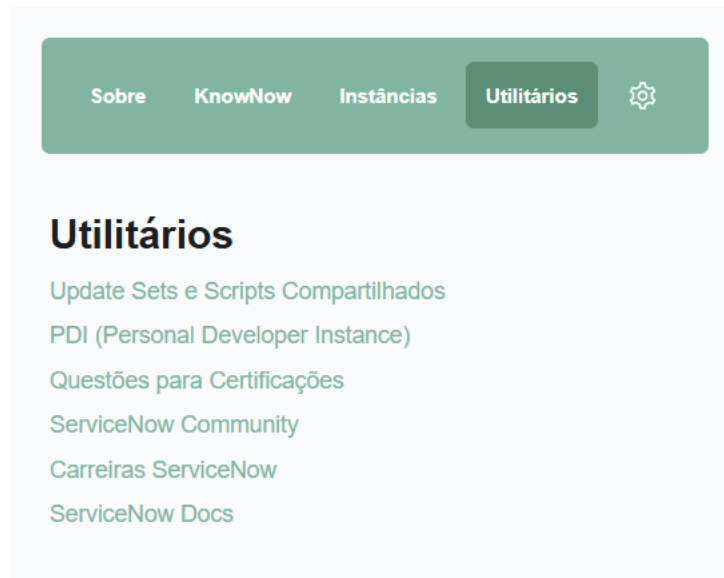 Sobre KnowNow Instâncias Utilitários
Utilitários
Update Sets e Scripts Compartilhados
PDI (Personal Developer Instance)
Questões para Certificações
ServiceNow Community
Carreiras ServiceNow
ServiceNow Docs